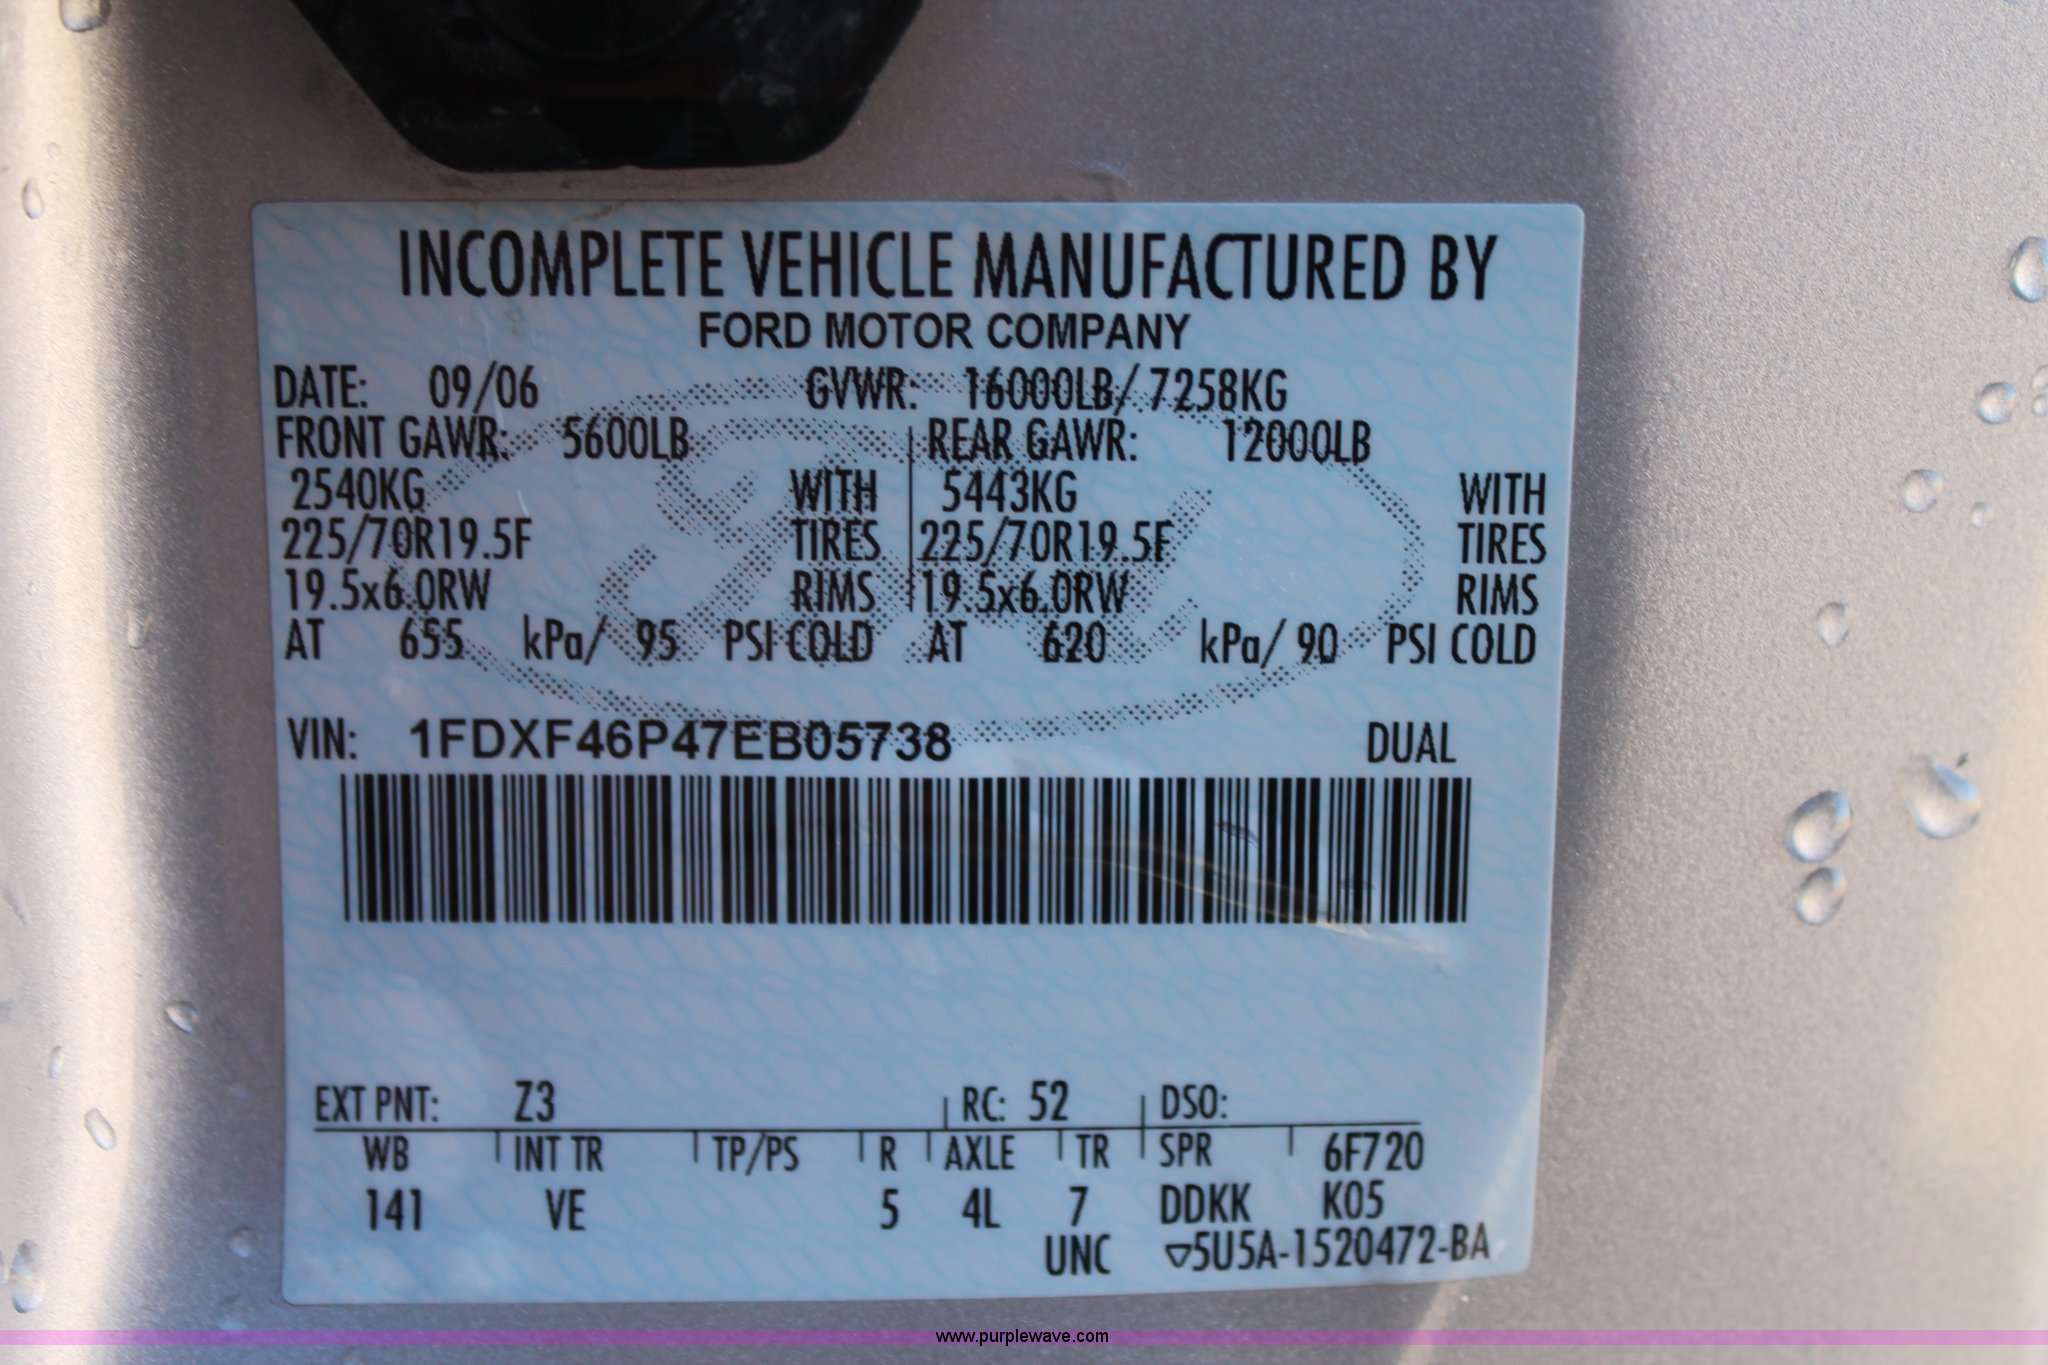 INCOMPLETE VEHICLE MANUFACTURED BY
FORD MOTOR COMPANY
DATE: 09/06 GVWR: 16000LB/ 7258KG
FRONT GAWR: 5600LB REAR GAWR: 12000LB
2540KG WITH 5443KG WITH
225/70R19.5F TIRES 225/70R19.5F TIRES
19.5x6.0RW RIMS 19.5x6.0RW RIMS
AT 655 kPa/ 95 PSI COLD AT 620 kPa/ 90 PSI COLD
VIN: 1FDXF46P47EB05738 DUAL
EXT PNT: Z3 RC: 52 DSO:
WB INT TR TP/PS R AXLE TR SPR 6F720
141 VE 5 4L 7 DDKK K05
UNC ▽5U5A-1520472-BA
www.purplewave.com